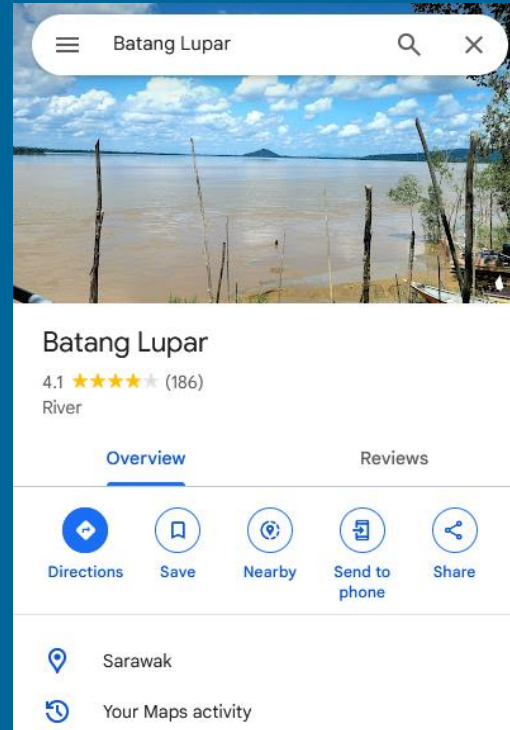 Batang Lupar
Batang Lupar
4.1 (186)
River
Overview Reviews
Directions Save Nearby Send to phone Share
Sarawak
Your Maps activity